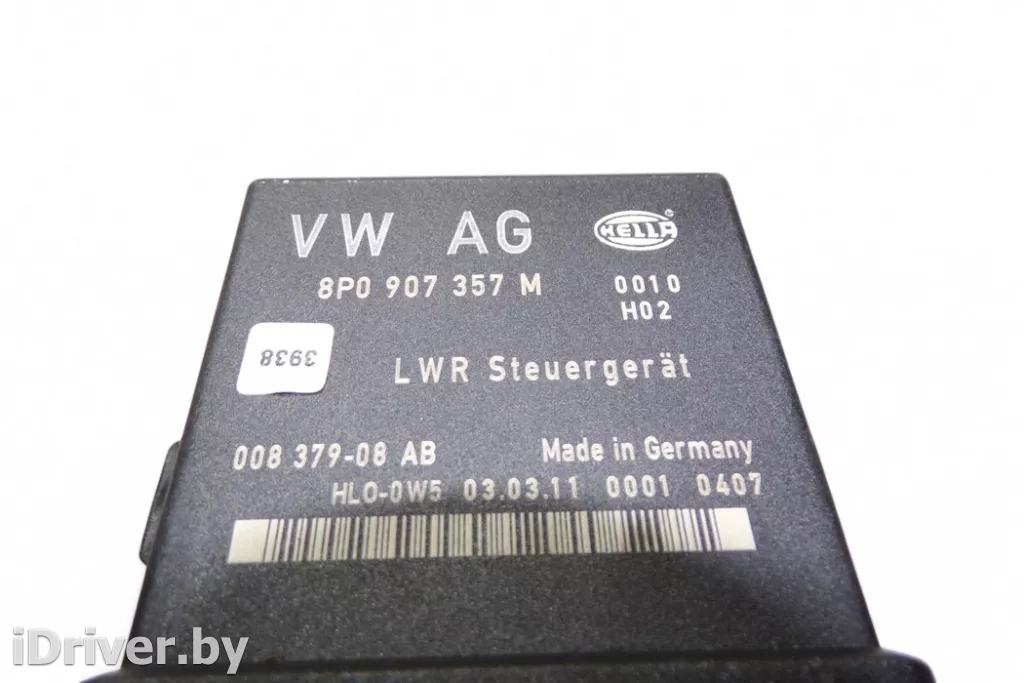 VW AG HELLA ®
8P0 907 357 M 0010
H02
3938
LWR Steuergerät
008 379-08 AB Made in Germany
HLO-0W5 03.03.11 0001 0407
iDriver.by